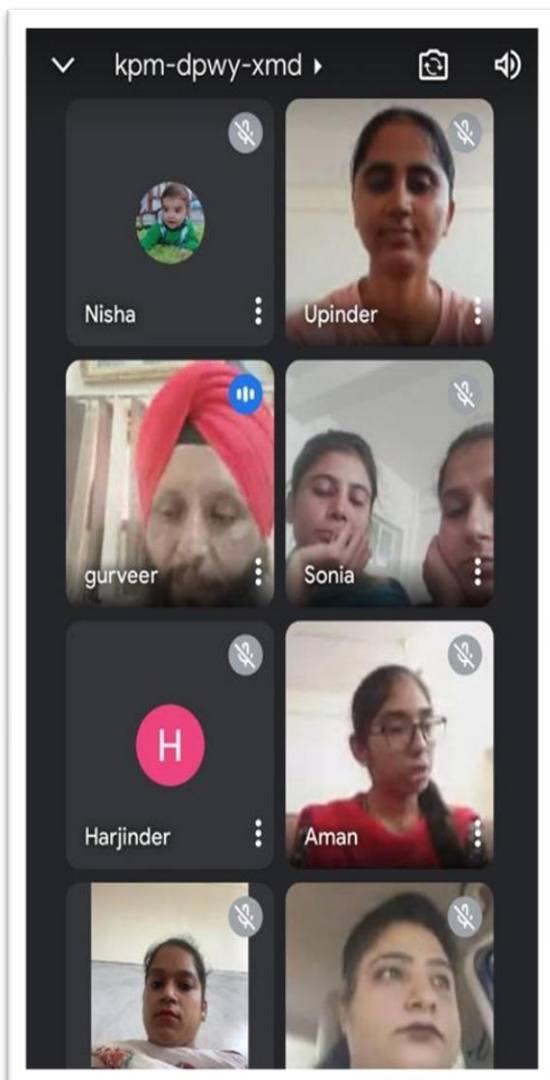 kpm-dpwy-xmd
Nisha
Upinder
gurveer
Sonia
H
Harjinder
Aman